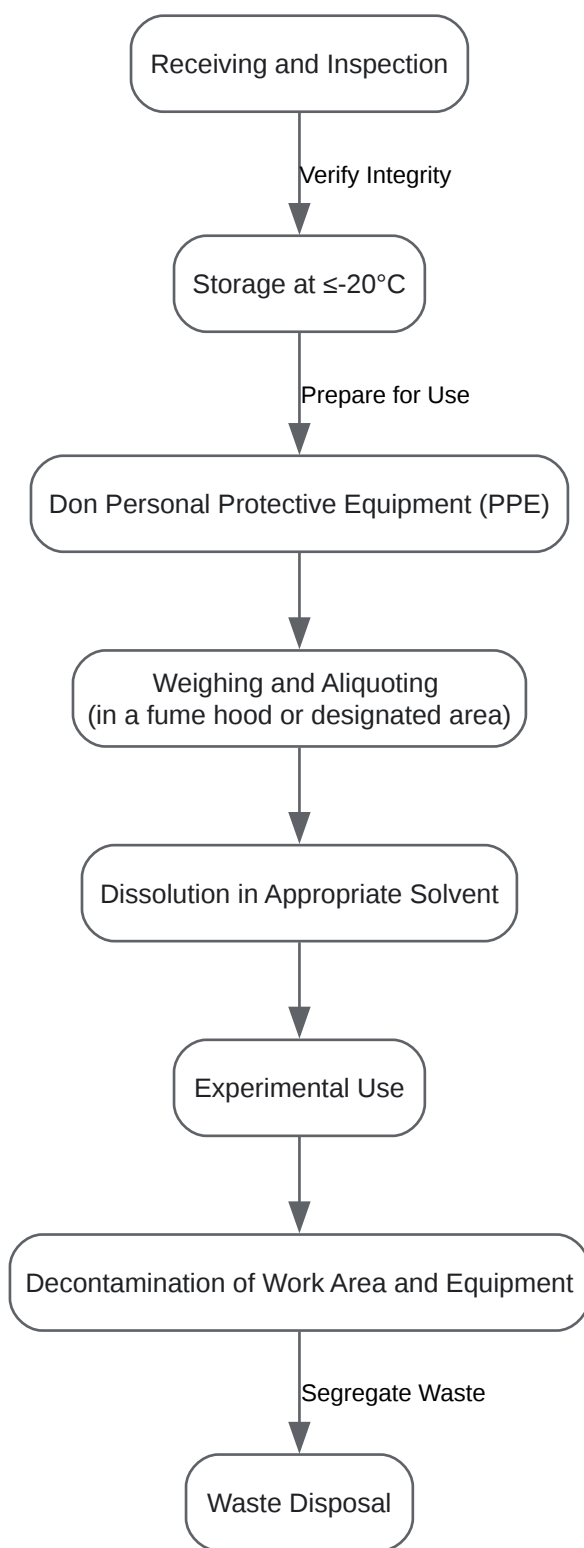 Receiving and Inspection
Verify Integrity
Storage at ≤-20°C
Prepare for Use
Don Personal Protective Equipment (PPE)
Weighing and Aliquoting
(in a fume hood or designated area)
Dissolution in Appropriate Solvent
Experimental Use
Decontamination of Work Area and Equipment
Segregate Waste
Waste Disposal